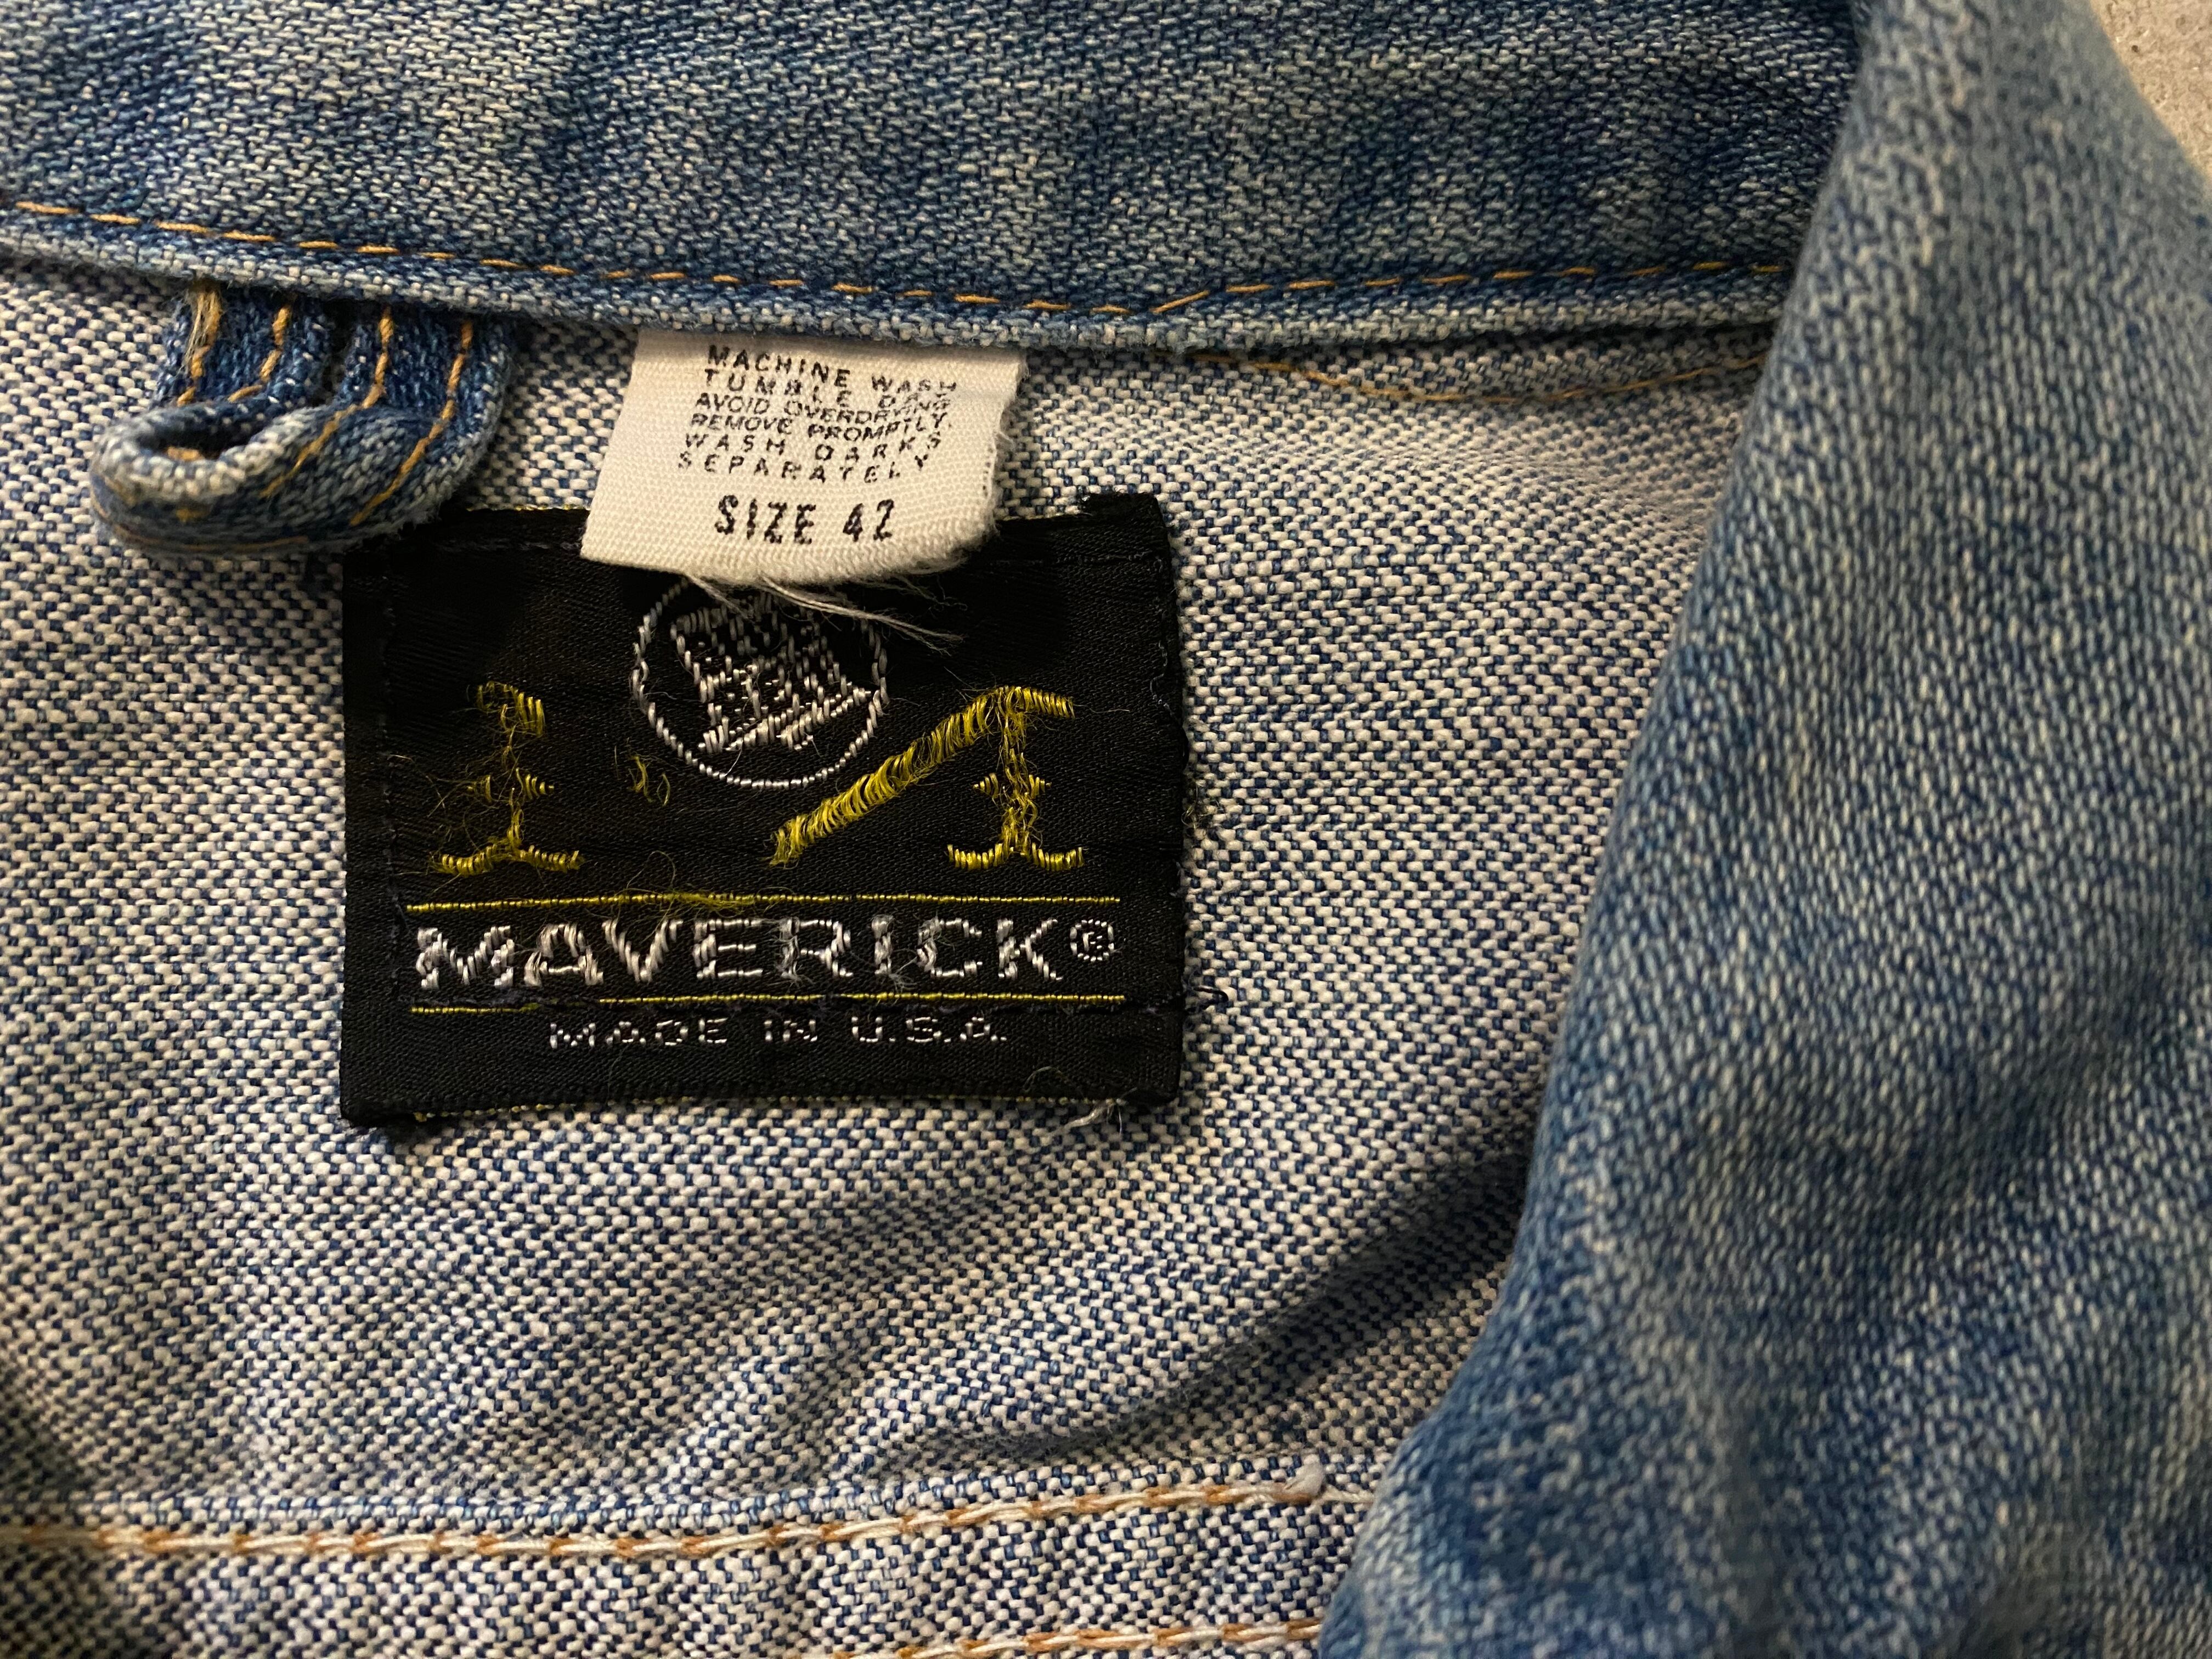 MACHINE WASH
TUMBLE DRY
AVOID OVERDRYING
REMOVE PROMPTLY.
WASH DARKS
SEPARATELY
SIZE 42
MAVERICK®
MADE IN U.S.A.